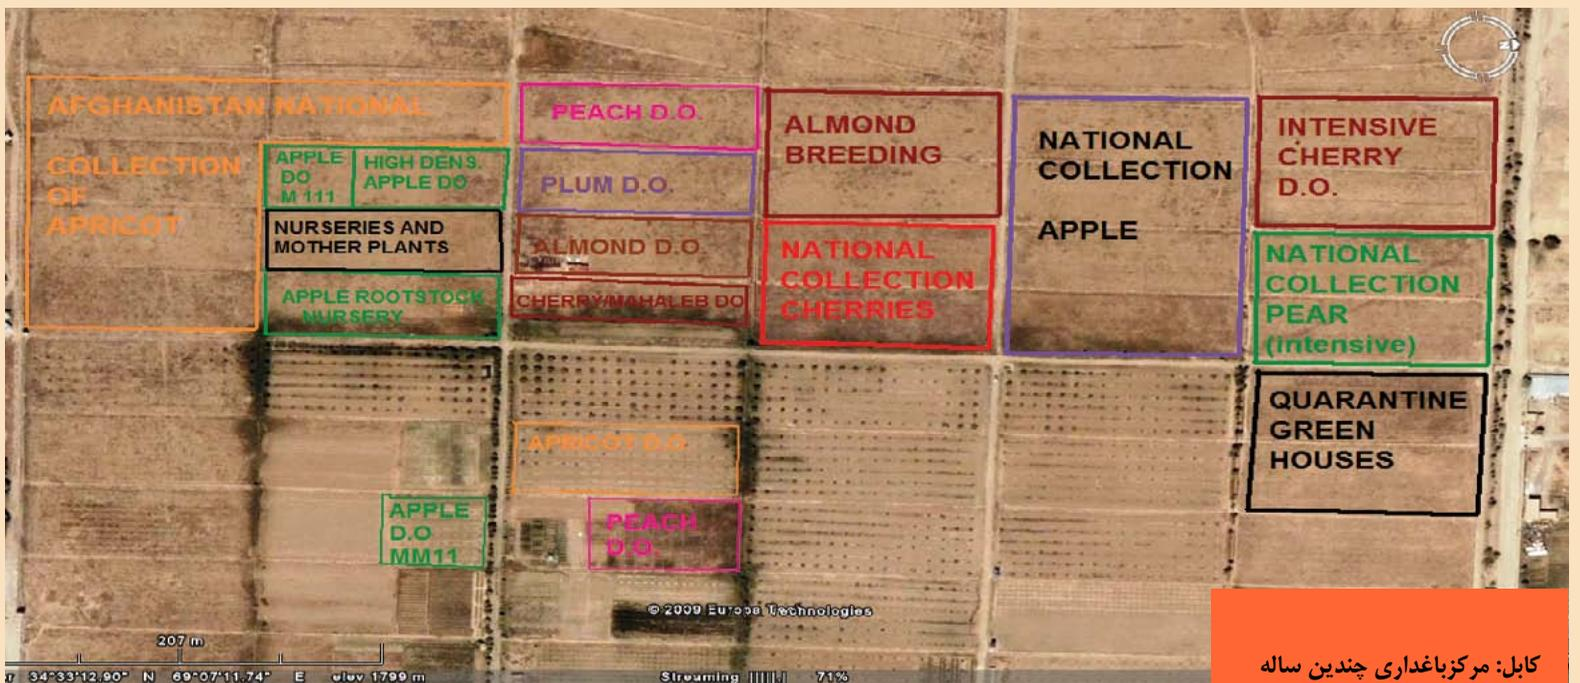 AFGHANISTAN NATIONAL
COLLECTION
OF
APRICOT
APPLE
DO
M 111
HIGH DENS.
APPLE DO
NURSERIES AND
MOTHER PLANTS
APPLE ROOTSTOCK
NURSERY
PEACH D.O.
PLUM D.O.
ALMOND D.O.
CHERRY/MAHALEB DO
ALMOND
BREEDING
NATIONAL
COLLECTION
CHERRIES
NATIONAL
COLLECTION
APPLE
INTENSIVE
CHERRY
D.O.
NATIONAL
COLLECTION
PEAR
(intensive)
QUARANTINE
GREEN
HOUSES
APRICOT D.O.
APPLE
D.O
MM11
PEACH
D.O.
© 2009 Europa Technologies
207 m
34°33'12.90" N 69°07'11.74" E elev 1799 m
Streaming ||||||.| 71%
کابل: مرکزباغداری چندین ساله